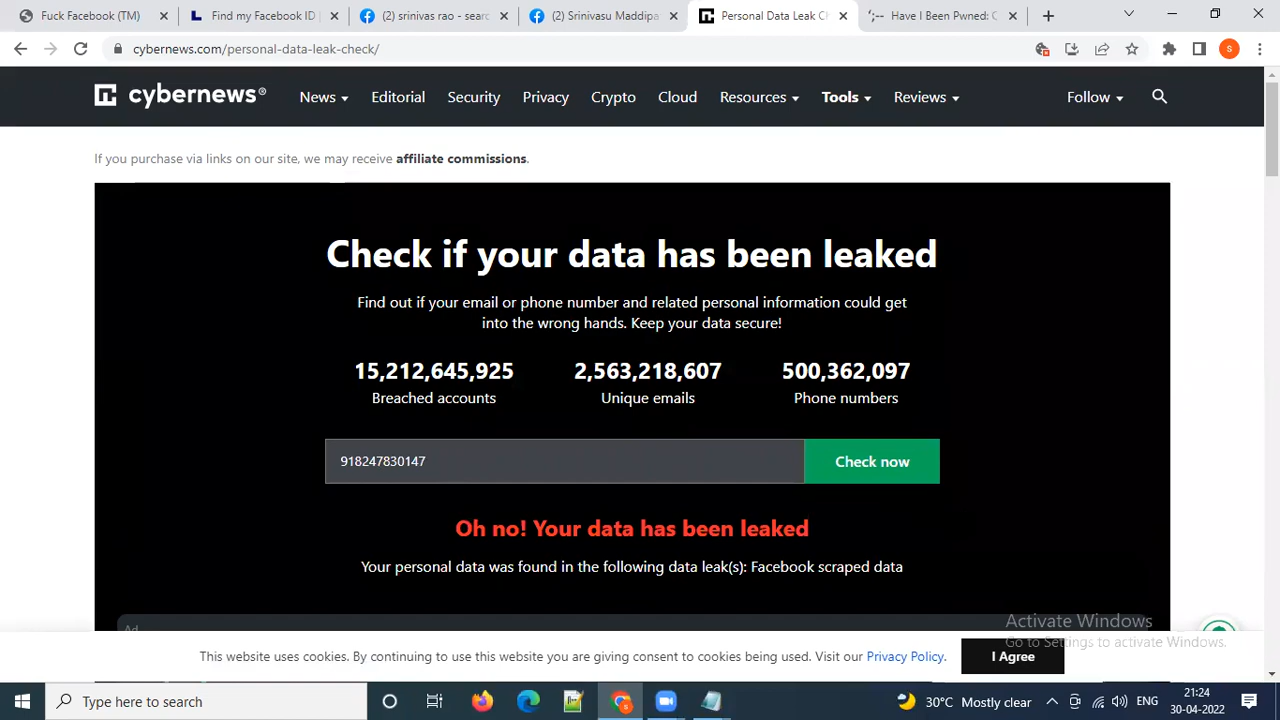 Fuck Facebook (TM)
Find my Facebook ID |
(2) srinivas rao - sear
(2) Srinivasu Maddipa
Personal Data Leak Ch
Have I Been Pwned: C
cybernews.com/personal-data-leak-check/
S
cybernews®
News
Editorial
Security
Privacy
Crypto
Cloud
Resources
Tools
Reviews
Follow
If you purchase via links on our site, we may receive affiliate commissions.
Check if your data has been leaked
Find out if your email or phone number and related personal information could get
into the wrong hands. Keep your data secure!
15,212,645,925
Breached accounts
2,563,218,607
Unique emails
500,362,097
Phone numbers
918247830147
Check now
Oh no! Your data has been leaked
Your personal data was found in the following data leak(s): Facebook scraped data
Ad
Activate Windows
Go to Settings to activate Windows.
This website uses cookies. By continuing to use this website you are giving consent to cookies being used. Visit our Privacy Policy.
I Agree
Type here to search
30°C Mostly clear
ENG
21:24
30-04-2022